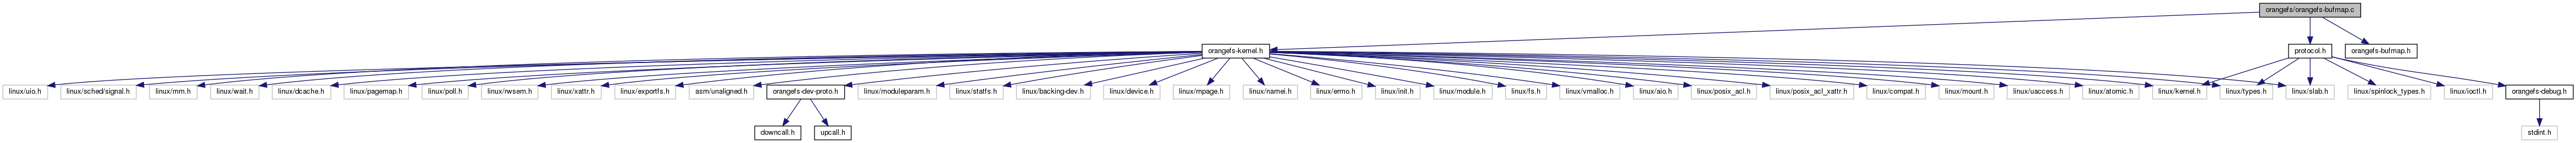 orangefs/orangefs-bufmap.c
orangefs-kernel.h
protocol.h
orangefs-bufmap.h
linux/uio.h
linux/sched/signal.h
linux/mm.h
linux/wait.h
linux/dcache.h
linux/pagemap.h
linux/poll.h
linux/rwsem.h
linux/xattr.h
linux/exportfs.h
asm/unaligned.h
orangefs-dev-proto.h
linux/moduleparam.h
linux/statfs.h
linux/backing-dev.h
linux/device.h
linux/mpage.h
linux/namei.h
linux/errno.h
linux/init.h
linux/module.h
linux/fs.h
linux/vmalloc.h
linux/aio.h
linux/posix_acl.h
linux/posix_acl_xattr.h
linux/compat.h
linux/mount.h
linux/uaccess.h
linux/atomic.h
linux/kernel.h
linux/types.h
linux/slab.h
linux/spinlock_types.h
linux/ioctl.h
orangefs-debug.h
downcall.h
upcall.h
stdint.h